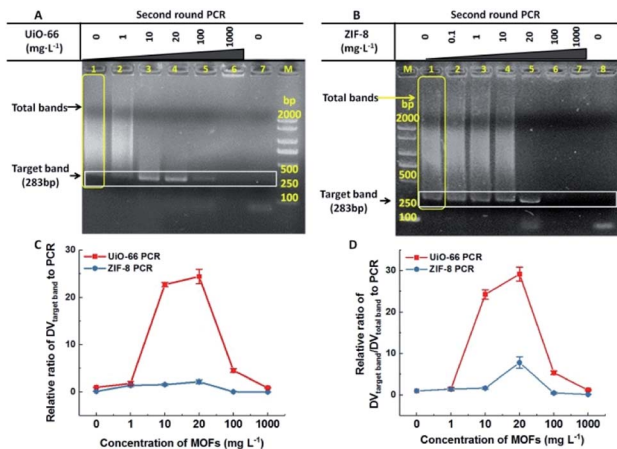 A
Second round PCR
UiO-66
(mg·L-1)
0 1 10 20 100 1000 0
1 2 3 4 5 6 7 M
Total bands
bp
2000
500
250
100
Target band
(283bp)
B
Second round PCR
ZIF-8
(mg·L-1)
0 0.1 1 10 20 100 1000 0
M 1 2 3 4 5 6 7 8
Total bands
bp
2000
500
250
100
Target band
(283bp)
C
UiO-66 PCR
ZIF-8 PCR
Relative ratio of DVtarget band to PCR
30
20
10
0
0 1 10 20 100 1000
Concentration of MOFs (mg L-1)
D
UiO-66 PCR
ZIF-8 PCR
Relative ratio of
DVtarget band/DVtotal band to PCR
30
20
10
0
0 1 10 20 100 1000
Concentration of MOFs (mg L-1)